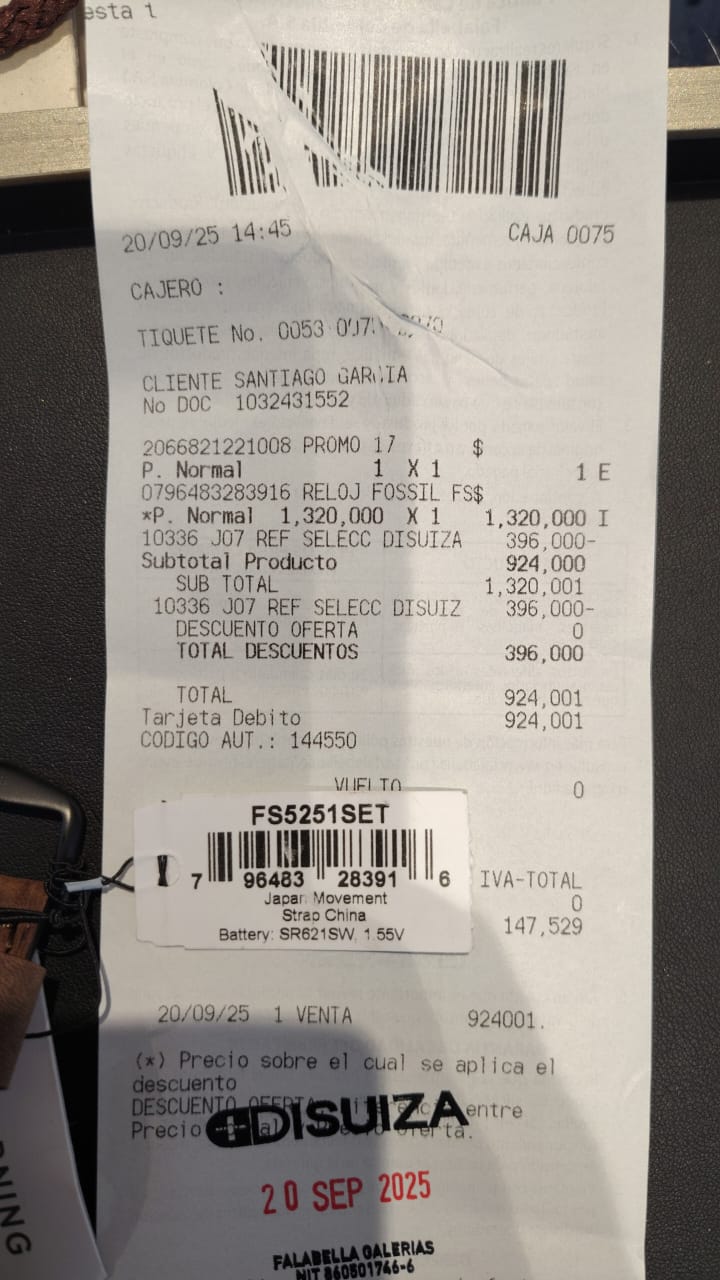 esta t
20/09/25 14:45 CAJA 0075
CAJERO :
TIQUETE No. 0053
CLIENTE SANTIAGO GARCIA
No DOC 1032431552
2066821221008 PROMO 17 $
P. Normal 1 X 1 1 E
0796483283916 RELOJ FOSSIL FS$
*P. Normal 1,320,000 X 1 1,320,000 I
10336 J07 REF SELECC DISUIZA 396,000-
Subtotal Producto 924,000
SUB TOTAL 1,320,001
10336 J07 REF SELECC DISUIZ 396,000-
DESCUENTO OFERTA 0
TOTAL DESCUENTOS 396,000
TOTAL 924,001
Tarjeta Debito 924,001
CODIGO AUT.: 144550
VUELTO 0
FS5251SET
7 96483 28391 6
Japan Movement
Strap China
Battery: SR621SW, 1.55V
IVA-TOTAL
0
147,529
20/09/25 1 VENTA 924001.
(*) Precio sobre el cual se aplica el
descuento
DESCUENTO OFERTA: diferencia entre
Precio normal y Precio oferta.
DISUIZA
20 SEP 2025
FALABELLA GALERIAS
NIT 860501746-6